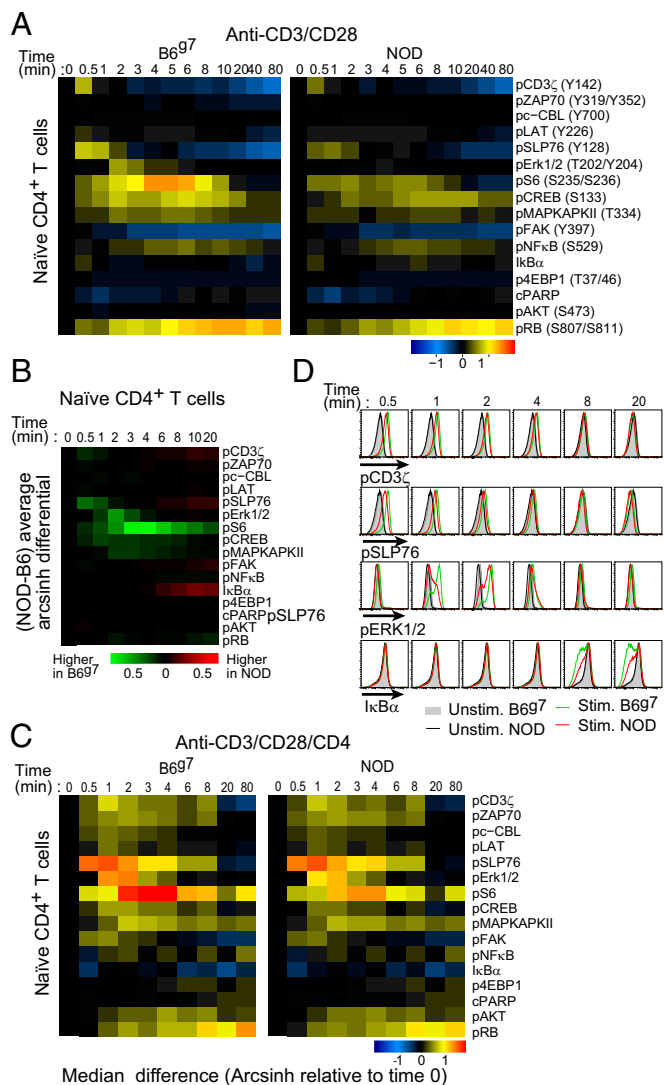 A
Anti-CD3/CD28
Time (min) :
B6g7
NOD
0 0.5 1 2 3 4 5 6 8 10 20 40 80
0 0.5 1 2 3 4 5 6 8 10 20 40 80
Naïve CD4+ T cells
pCD3ζ (Y142)
pZAP70 (Y319/Y352)
pc-CBL (Y700)
pLAT (Y226)
pSLP76 (Y128)
pErk1/2 (T202/Y204)
pS6 (S235/S236)
pCREB (S133)
pMAPKAPKII (T334)
pFAK (Y397)
pNFκB (S529)
IkBα
p4EBP1 (T37/46)
cPARP
pAKT (S473)
pRB (S807/S811)
-1 0 1
B
Naïve CD4+ T cells
Time (min) :
0 0.5 1 2 3 4 6 8 10 20
(NOD-B6) average
arcsinh differential
pCD3ζ
pZAP70
pc-CBL
pLAT
pSLP76
pErk1/2
pS6
pCREB
pMAPKAPKII
pFAK
pNFκB
IκBα
p4EBP1
cPARPpSLP76
pAKT
pRB
Higher in B6g7
0.5 0 0.5
Higher in NOD
D
Time (min) :
0.5 1 2 4 8 20
pCD3ζ
pSLP76
pERK1/2
IκBα
Unstim. B6g7
Stim. B6g7
Unstim. NOD
Stim. NOD
C
Anti-CD3/CD28/CD4
Time (min) :
B6g7
NOD
0 0.5 1 2 3 4 6 8 20 80
0 0.5 1 2 3 4 6 8 20 80
Naïve CD4+ T cells
pCD3ζ
pZAP70
pc-CBL
pLAT
pSLP76
pErk1/2
pS6
pCREB
pMAPKAPKII
pFAK
pNFκB
IκBα
p4EBP1
cPARP
pAKT
pRB
-1 0 1
Median difference (Arcsinh relative to time 0)